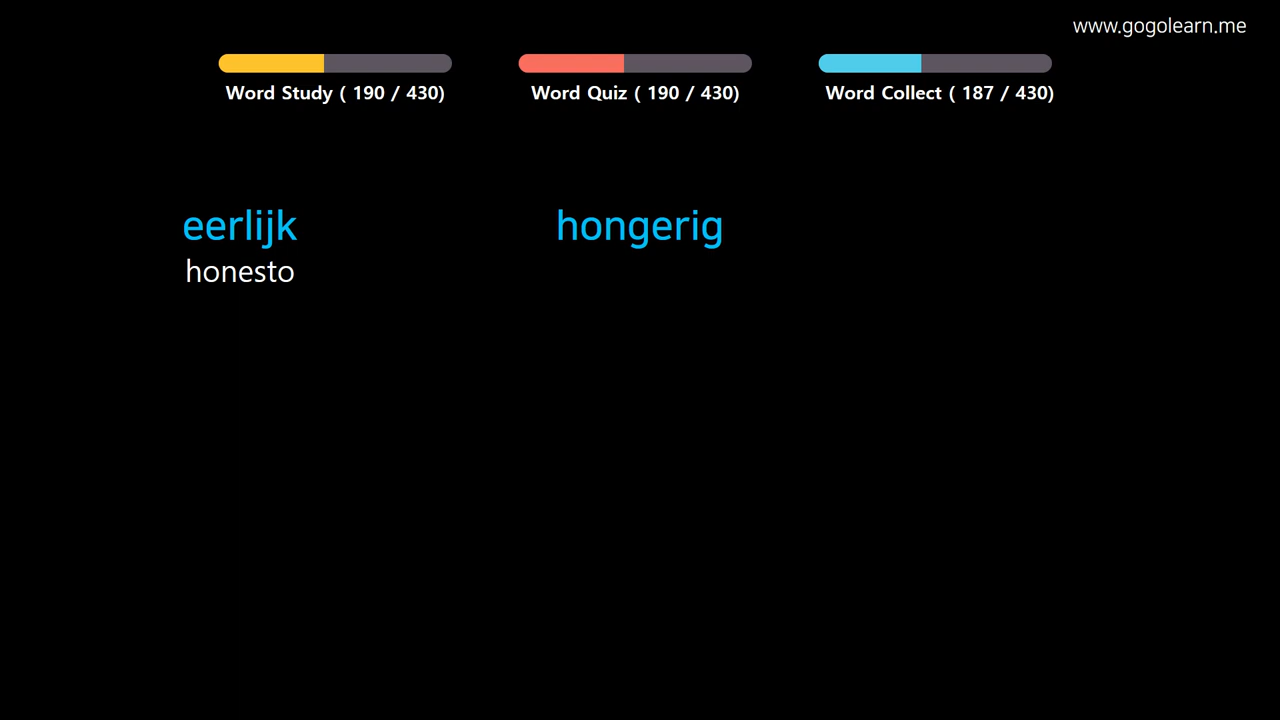 www.gogolearn.me
Word Study ( 190 / 430)
Word Quiz ( 190 / 430)
Word Collect ( 187 / 430)
eerlijk
honesto
hongerig